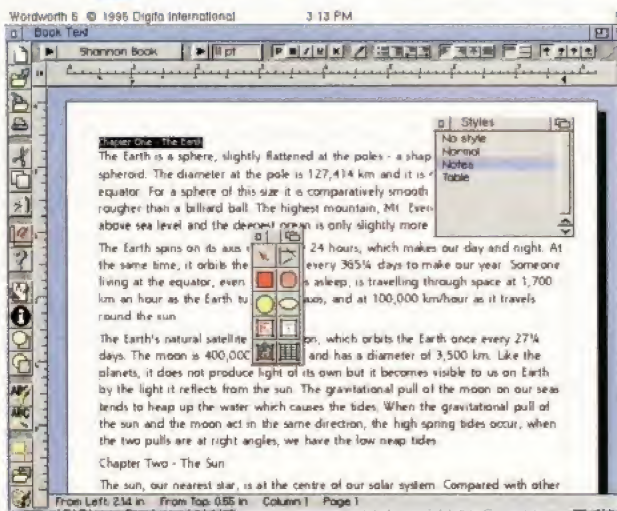 Wordworth 5 © 1995 Digita International 3 13 PM
Book Text
Shannon Book 11 pt
Styles
No style
Normal
Notes
Table
Chapter One - The Earth
The Earth is a sphere, slightly flattened at the poles - a shap
spheroid. The diameter at the pole is 127,414 km and it is
equator. For a sphere of this size it is comparatively smooth
rougher than a billiard ball. The highest mountain, Mt. Ever
above sea level and the deepest ocean is only slightly more
The Earth spins on its axis 24 hours, which makes our day and night. At
the same time, it orbits the every 365¼ days to make our year. Someone
living at the equator, even s asleep, is travelling through space at 1,700
km an hour as the Earth tu axis, and at 100,000 km/hour as it travels
round the sun
The Earth's natural satellite on, which orbits the Earth once every 27¼
days. The moon is 400,000 and has a diameter of 3,500 km. Like the
planets, it does not produce light of its own but it becomes visible to us on Earth
by the light it reflects from the sun. The gravitational pull of the moon on our seas
tends to heap up the water which causes the tides. When the gravitational pull of
the sun and the moon act in the same direction, the high spring tides occur, when
the two pulls are at right angles, we have the low neap tides
Chapter Two - The Sun
The sun, our nearest star, is at the centre of our solar system. Compared with other
From Left: 2.14 in From Top: 0.55 in Column 1 Page 1